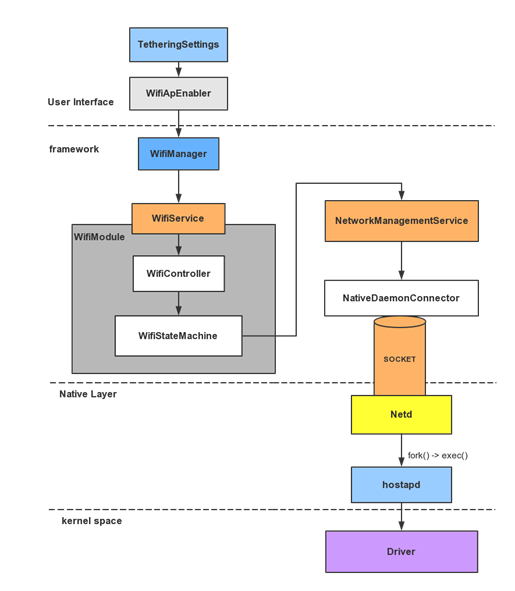 TetheringSettings
WifiApEnabler
User Interface
framework
WifiManager
WifiService
NetworkManagementService
WifiModule
WifiController
NativeDaemonConnector
WifiStateMachine
SOCKET
Native Layer
Netd
fork() -> exec()
hostapd
kernel space
Driver